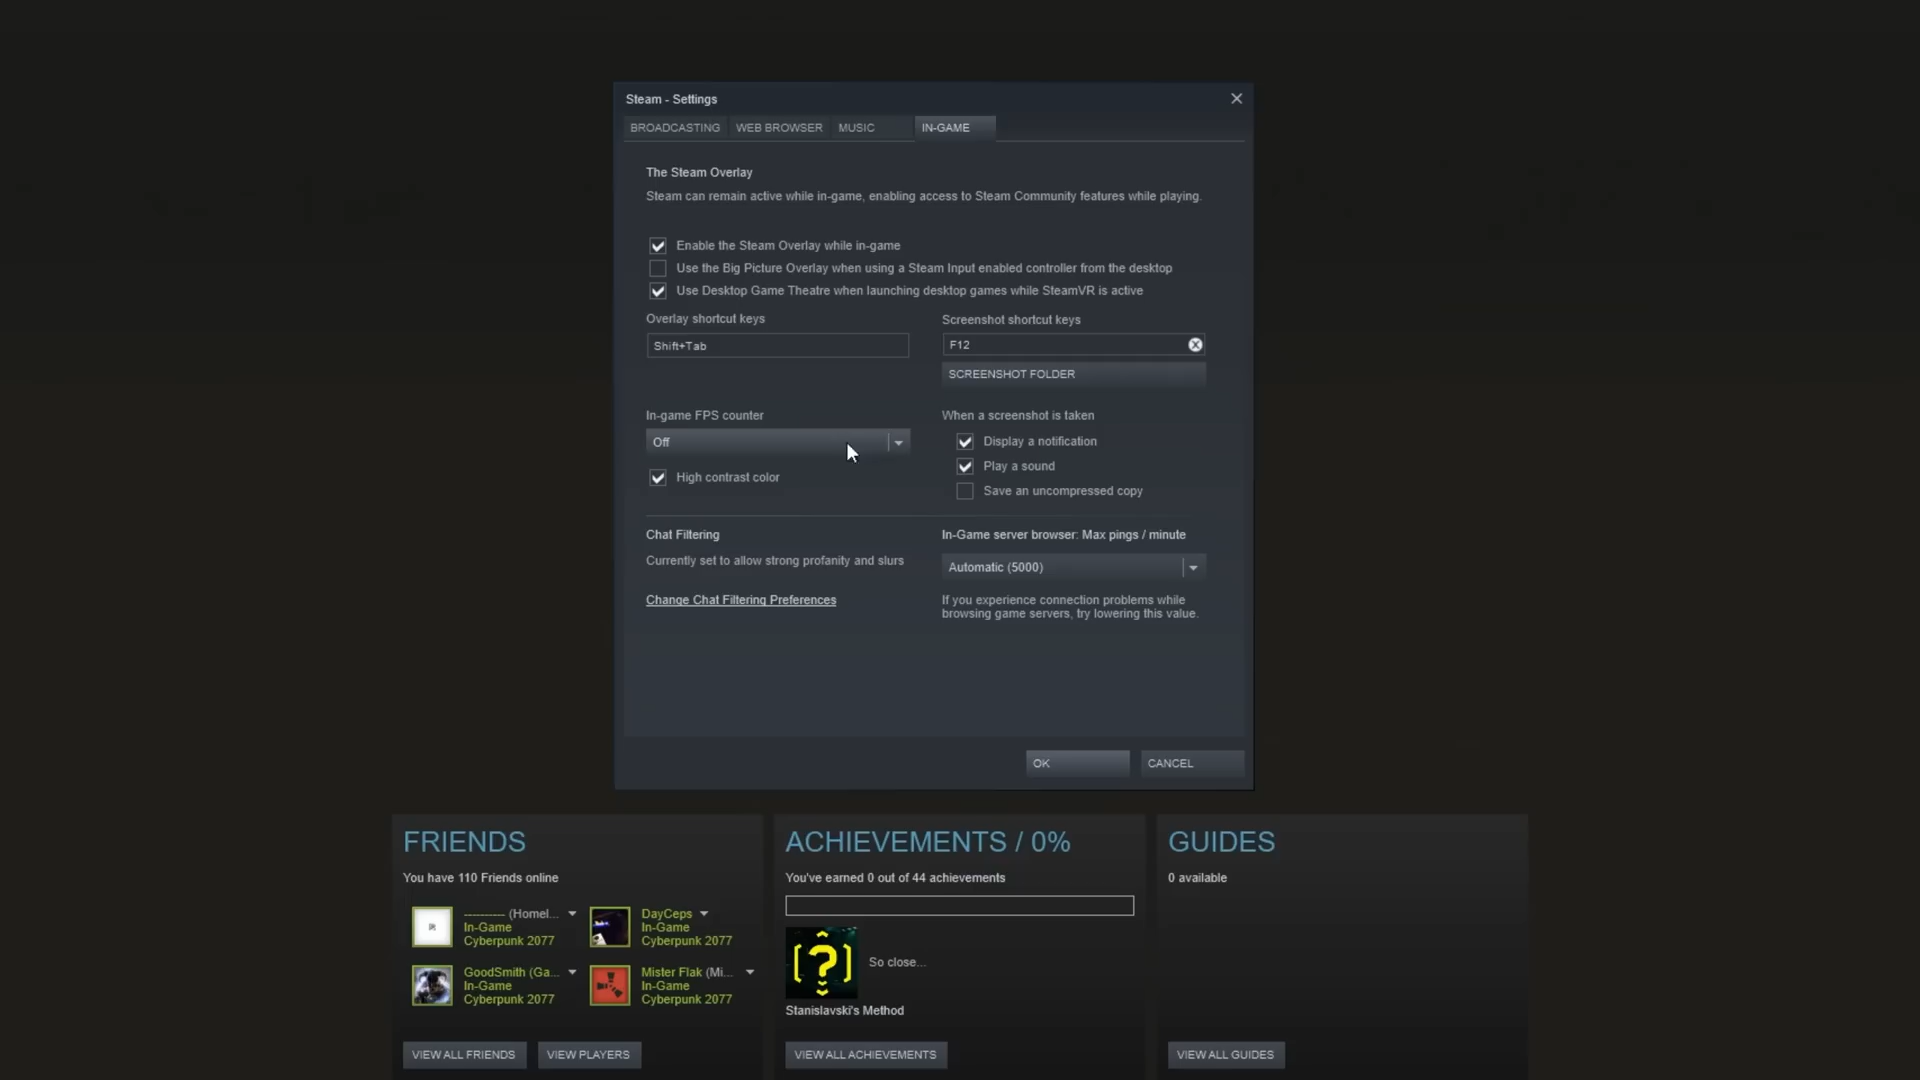 Steam - Settings
BROADCASTING WEB BROWSER MUSIC IN-GAME
The Steam Overlay
Steam can remain active while in-game, enabling access to Steam Community features while playing.
Enable the Steam Overlay while in-game
Use the Big Picture Overlay when using a Steam Input enabled controller from the desktop
Use Desktop Game Theatre when launching desktop games while SteamVR is active
Overlay shortcut keys
Shift+Tab
Screenshot shortcut keys
F12
SCREENSHOT FOLDER
In-game FPS counter
Off
High contrast color
When a screenshot is taken
Display a notification
Play a sound
Save an uncompressed copy
Chat Filtering
Currently set to allow strong profanity and slurs
Change Chat Filtering Preferences
In-Game server browser: Max pings / minute
Automatic (5000)
If you experience connection problems while
browsing game servers, try lowering this value.
OK
CANCEL
FRIENDS
You have 110 Friends online
---------- (Homel...
In-Game
Cyberpunk 2077
DayCeps
In-Game
Cyberpunk 2077
GoodSmith (Ga...
In-Game
Cyberpunk 2077
Mister Flak (Mi...
In-Game
Cyberpunk 2077
VIEW ALL FRIENDS
VIEW PLAYERS
ACHIEVEMENTS / 0%
You've earned 0 out of 44 achievements
So close...
Stanislavski's Method
VIEW ALL ACHIEVEMENTS
GUIDES
0 available
VIEW ALL GUIDES